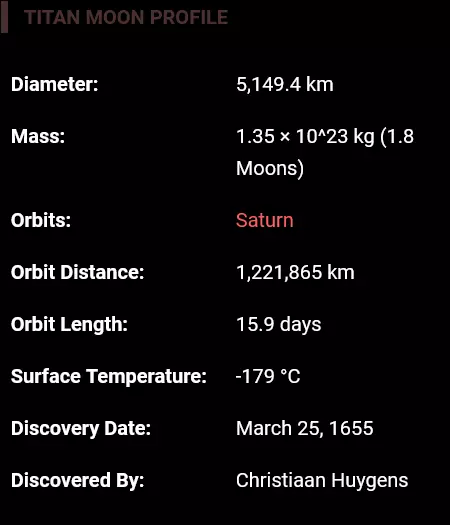 TITAN MOON PROFILE
Diameter: 5,149.4 km
Mass: 1.35 × 10^23 kg (1.8
Moons)
Orbits: Saturn
Orbit Distance: 1,221,865 km
Orbit Length: 15.9 days
Surface Temperature: -179 °C
Discovery Date: March 25, 1655
Discovered By: Christiaan Huygens